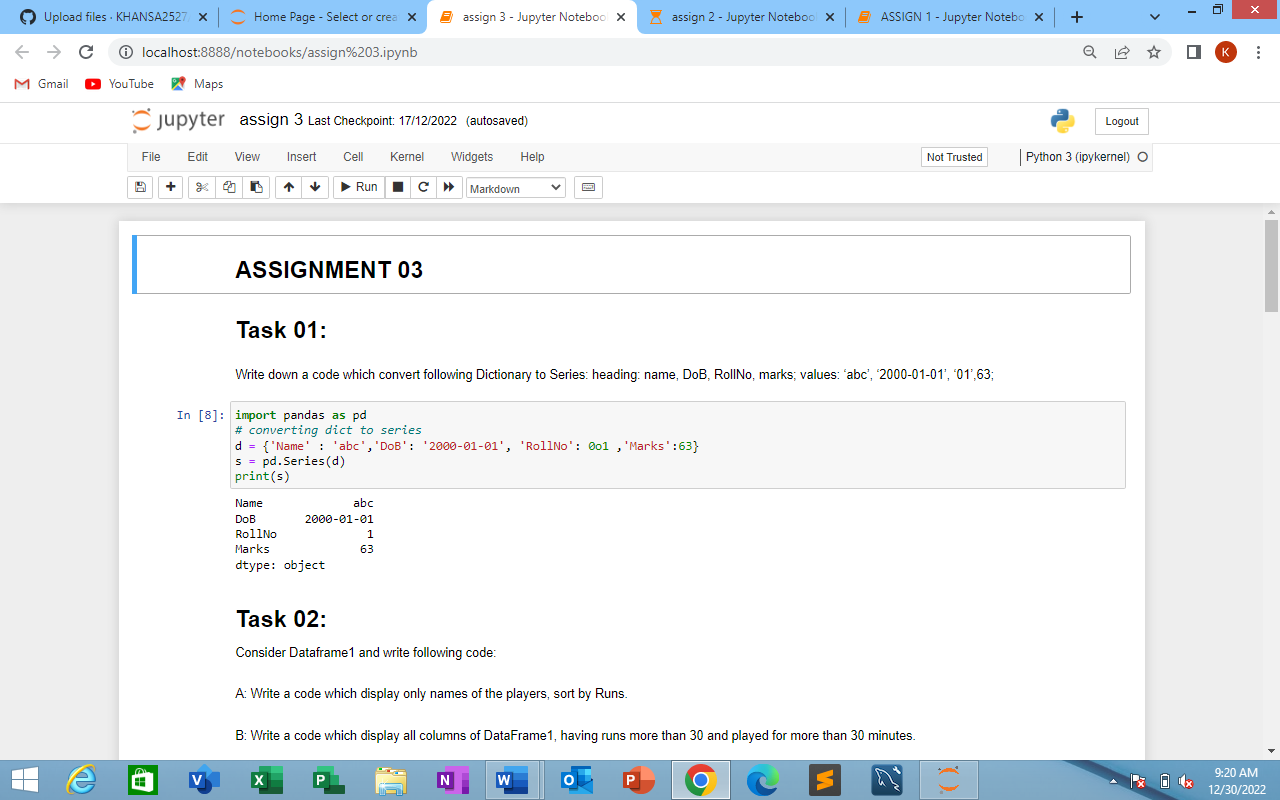 Upload files · KHANSA2527
Home Page - Select or crea
assign 3 - Jupyter Noteboo
assign 2 - Jupyter Notebook
ASSIGN 1 - Jupyter Notebo
localhost:8888/notebooks/assign%203.ipynb
K
Gmail
YouTube
Maps
jupyter assign 3 Last Checkpoint: 17/12/2022 (autosaved)
Logout
File Edit View Insert Cell Kernel Widgets Help
Not Trusted
Python 3 (ipykernel)
Run
Markdown
ASSIGNMENT 03
Task 01:
Write down a code which convert following Dictionary to Series: heading: name, DoB, RollNo, marks; values: ‘abc’, ‘2000-01-01’, ‘01’,63;
In [8]:
import pandas as pd
# converting dict to series
d = {'Name' : 'abc','DoB': '2000-01-01', 'RollNo': 0o1 ,'Marks':63}
s = pd.Series(d)
print(s)
Name abc
DoB 2000-01-01
RollNo 1
Marks 63
dtype: object
Task 02:
Consider Dataframe1 and write following code:
A: Write a code which display only names of the players, sort by Runs.
B: Write a code which display all columns of DataFrame1, having runs more than 30 and played for more than 30 minutes.
9:20 AM
12/30/2022